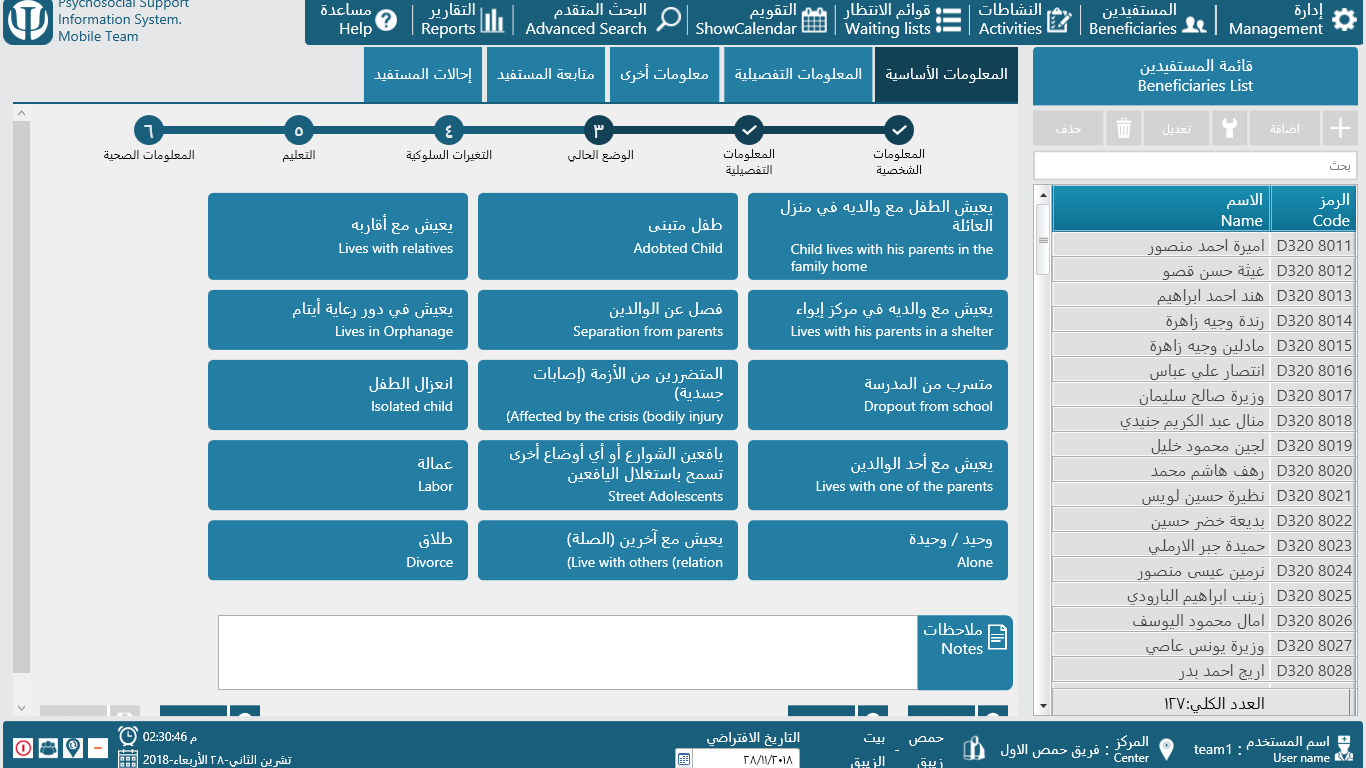 Psychosocial Support
Information System.
Mobile Team
إدارة
Management
المستفيدين
Beneficiaries
النشاطات
Activities
قوائم الانتظار
Waiting lists
التقويم
ShowCalendar
البحث المتقدم
Advanced Search
التقارير
Reports
مساعدة
Help
قائمة المستفيدين
Beneficiaries List
اضافة
تعديل
حذف
بحث
الرمز الاسم
Code Name
D320 8011 اميرة احمد منصور
D320 8012 غيثة حسن قصو
D320 8013 هند احمد ابراهيم
D320 8014 رندة وجيه زاهرة
D320 8015 مادلين وجيه زاهرة
D320 8016 انتصار علي عباس
D320 8017 وزيرة صالح سليمان
D320 8018 منال عبد الكريم جنيدي
D320 8019 لجين محمود خليل
D320 8020 رهف هاشم محمد
D320 8021 نظيرة حسين لويس
D320 8022 بديعة خضر حسين
D320 8023 حميدة جبر الارملي
D320 8024 نرمين عيسى منصور
D320 8025 زينب ابراهيم البارودي
D320 8026 امال محمود اليوسف
D320 8027 وزيرة يونس عاصي
D320 8028 اريج احمد بدر
العدد الكلي:١٢٧
المعلومات الأساسية
المعلومات التفصيلية
معلومات أخرى
متابعة المستفيد
إحالات المستفيد
٣ ٤ ٥ ٦
المعلومات
الشخصية
المعلومات
التفصيلية
الوضع الحالي
التغيرات السلوكية
التعليم
المعلومات الصحية
يعيش الطفل مع والديه في منزل
العائلة
Child lives with his parents in the
family home
طفل متبنى
Adobted Child
يعيش مع أقاربه
Lives with relatives
يعيش مع والديه في مركز إيواء
Lives with his parents in a shelter
فصل عن الوالدين
Separation from parents
يعيش في دور رعاية أيتام
Lives in Orphanage
متسرب من المدرسة
Dropout from school
المتضررين من الأزمة (إصابات
جسدية)
(Affected by the crisis (bodily injury
انعزال الطفل
Isolated child
يعيش مع أحد الوالدين
Lives with one of the parents
يافعين الشوارع أو أي أوضاع أخرى
تسمح باستغلال اليافعين
Street Adolescents
عمالة
Labor
وحيد / وحيدة
Alone
يعيش مع آخرين (الصلة)
(Live with others (relation
طلاق
Divorce
ملاحظات
Notes
اسم المستخدم : team1
User name
المركز : فريق حمص الاول
Center
حمص - بيت
زيبق الزيبق
التاريخ الافتراضي
٢٨/١١/٢٠١٨
02:30:46 م
تشرين الثاني-٢٨ الأربعاء-2018